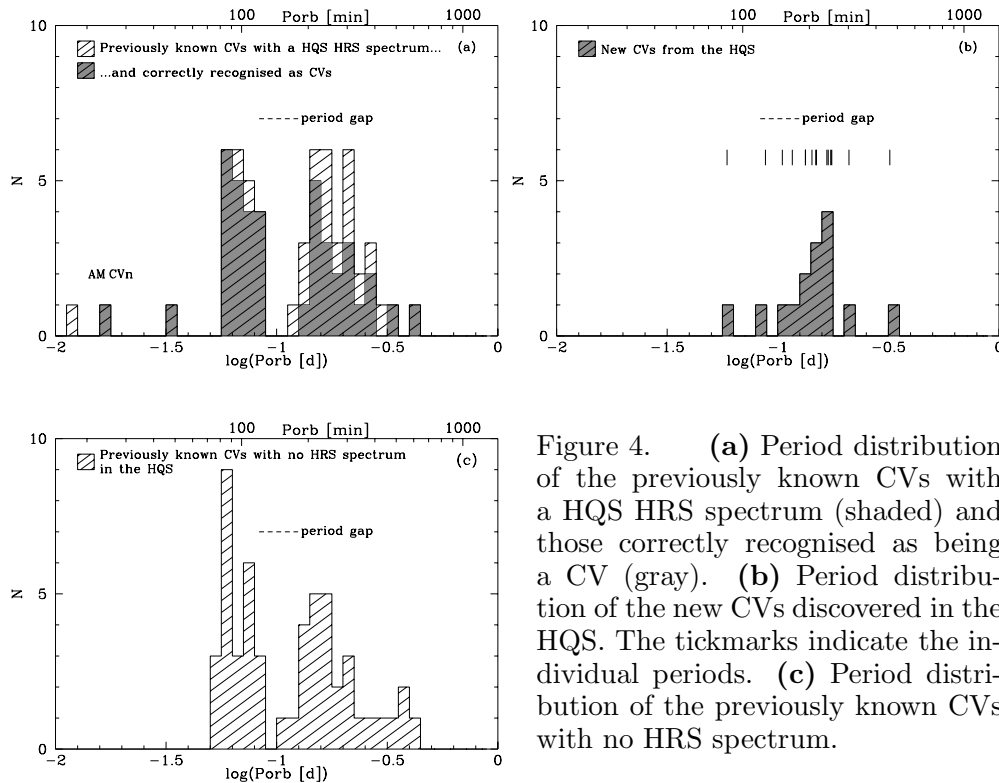 100 Porb [min] 1000
10
Previously known CVs with a HQS HRS spectrum... (a)
...and correctly recognised as CVs
period gap
N
5
AM CVn
0
-2 -1.5 -1 -0.5 0
log(Porb [d])
100 Porb [min] 1000
10
New CVs from the HQS (b)
period gap
N
5
0
-2 -1.5 -1 -0.5 0
log(Porb [d])
100 Porb [min] 1000
10
Previously known CVs with no HRS spectrum
in the HQS (c)
period gap
N
5
0
-2 -1.5 -1 -0.5 0
log(Porb [d])
Figure 4. (a) Period distribution
of the previously known CVs with
a HQS HRS spectrum (shaded) and
those correctly recognised as being
a CV (gray). (b) Period distribu-
tion of the new CVs discovered in the
HQS. The tickmarks indicate the in-
dividual periods. (c) Period distri-
bution of the previously known CVs
with no HRS spectrum.